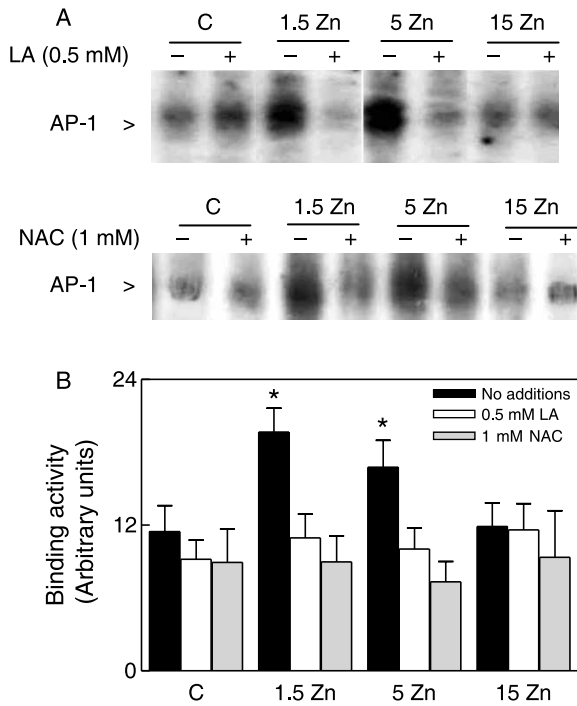 A
C 1.5 Zn 5 Zn 15 Zn
LA (0.5 mM) – + – + – + – +
AP-1 >
C 1.5 Zn 5 Zn 15 Zn
NAC (1 mM) – + – + – + – +
AP-1 >
B
24
12
0
Binding activity
(Arbitrary units)
* *
No additions
0.5 mM LA
1 mM NAC
C 1.5 Zn 5 Zn 15 Zn